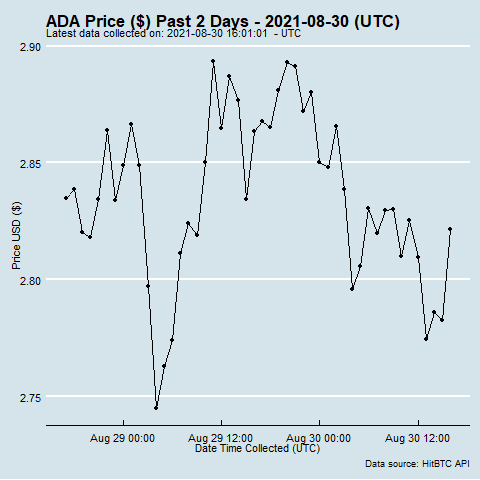 ADA Price ($) Past 2 Days - 2021-08-30 (UTC)
Latest data collected on: 2021-08-30 16:01:01  - UTC
2.90
2.85
2.80
2.75
Price USD ($)
Aug 29 00:00 Aug 29 12:00 Aug 30 00:00 Aug 30 12:00
Date Time Collected (UTC)
Data source: HitBTC API